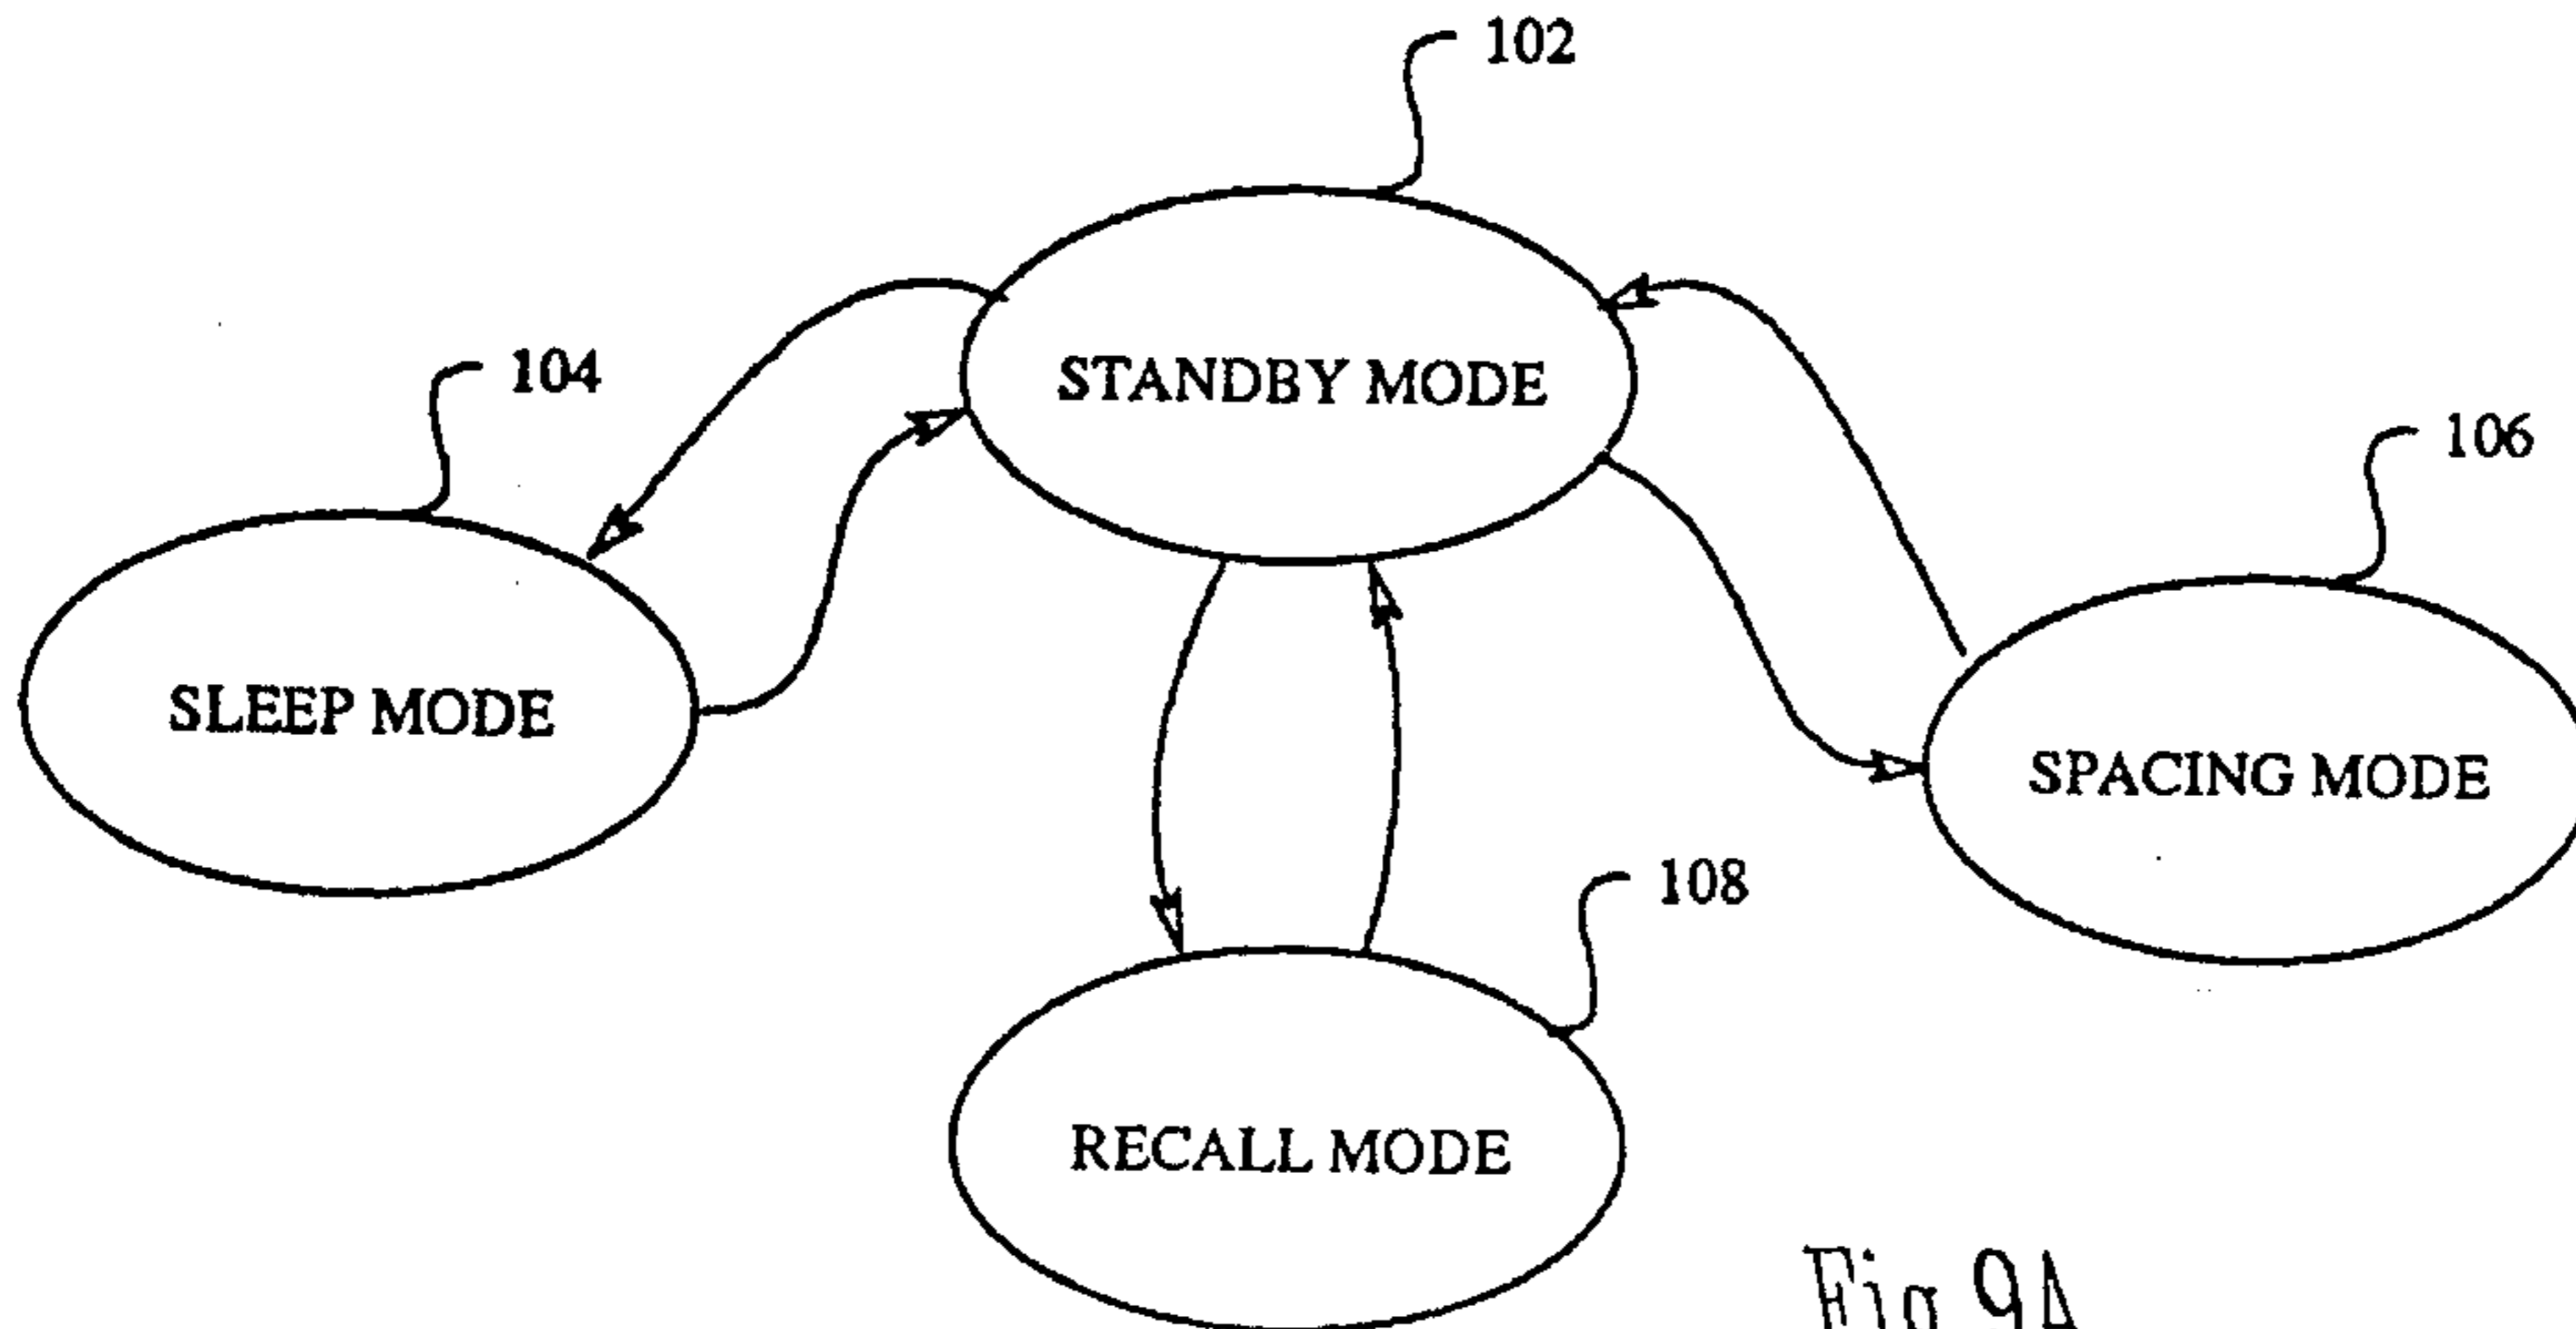 102
STANDBY MODE
104
SLEEP MODE
106
SPACING MODE
108
RECALL MODE
Fig 9A